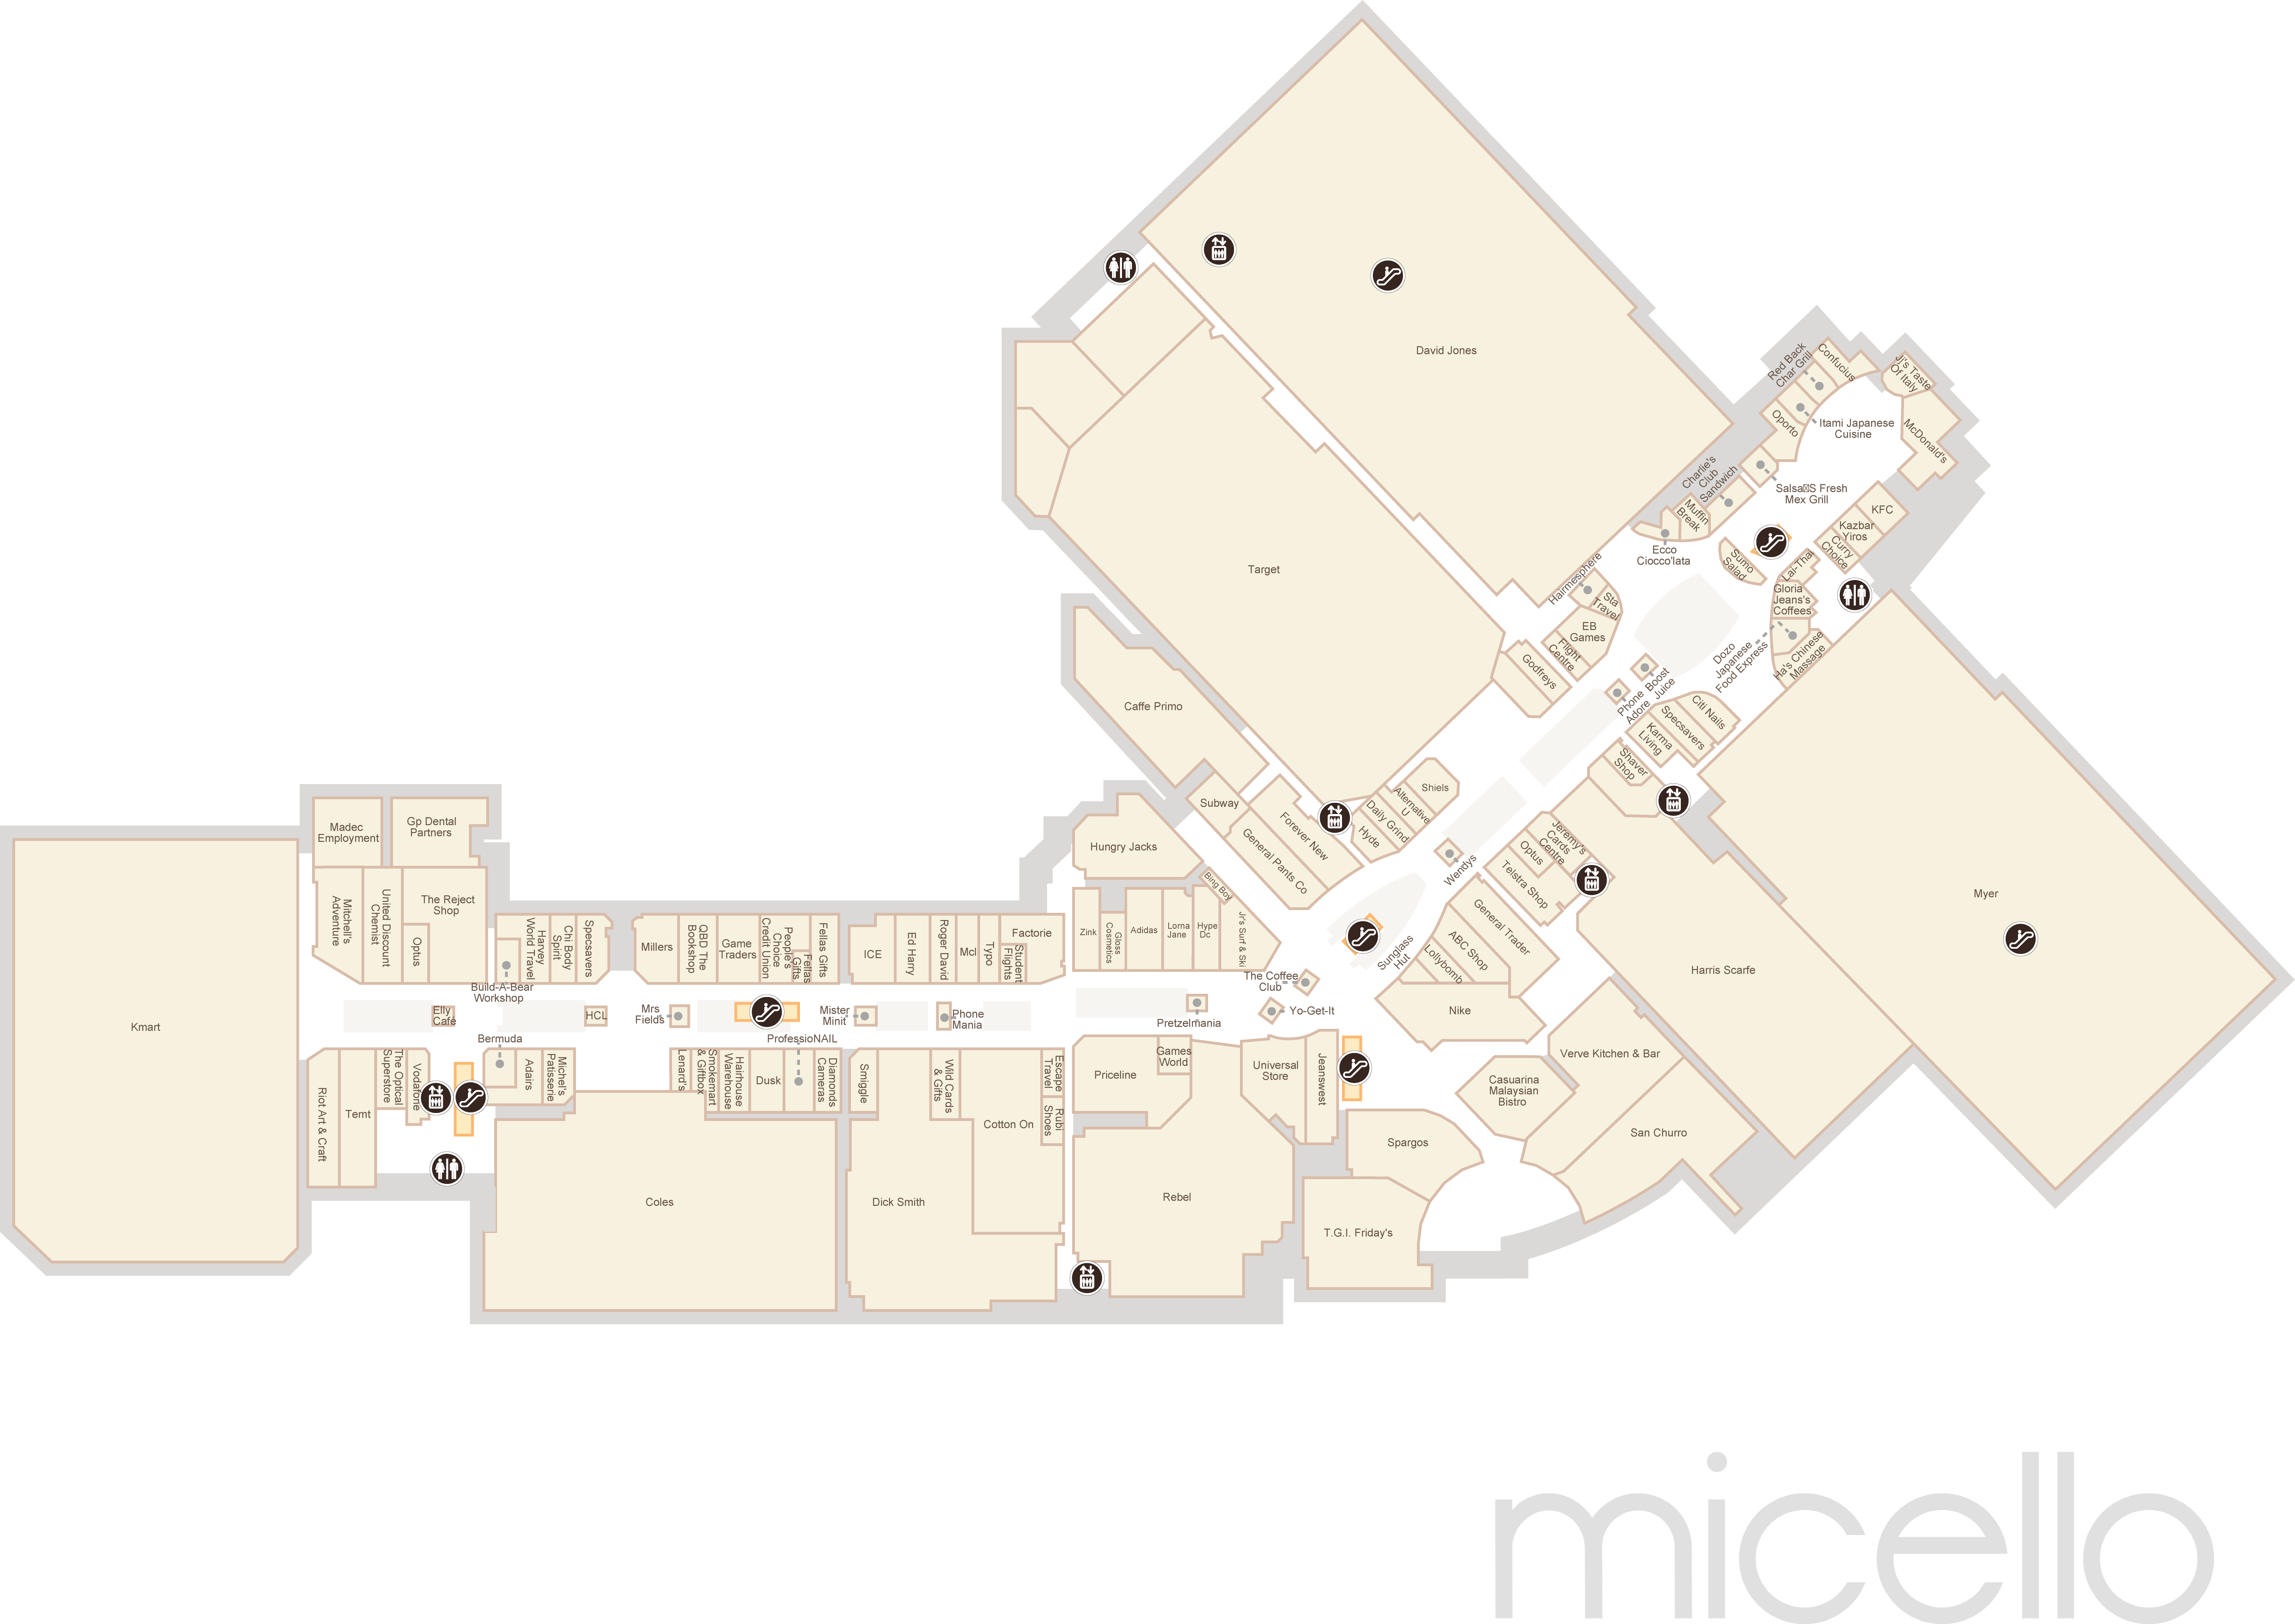 David Jones
Red Back
Char Grill
Confucius
Jj's Taste
Of Italy
Oporto
Itami Japanese
Cuisine
McDonald's
Charlie's
Club
Sandwich
Salsa□S Fresh
Mex Grill
Muffin
Break
KFC
Kazbar
Yiros
Curry
Choice
Ecco
Ciocco'lata
Sumo
Salad
Lal-Thai
Target
Hairmesphere
Sta
Travel
Gloria
Jeans's
Coffees
EB
Games
Flight
Centre
Dozo
Japanese
Food Express
Ha's Chinese
Massage
Godfreys
Boost
Juice
Phone
Adore
Caffe Primo
Citi Nails
Specsavers
Karma
Living
Shaver
Shop
Shiels
Alternative
U
Daily Grind
Hyde
Subway
Forever New
General Pants Co
Hungry Jacks
Bing Boy
Wendys
Jeremy's
Cards
Centre
Optus
Telstra Shop
General Trader
ABC Shop
Lollybomb
Sunglass
Hut
Nike
Harris Scarfe
Myer
Madec
Employment
Gp Dental
Partners
Mitchell's
Adventure
United Discount
Chemist
The Reject
Shop
Optus
Harvey
World Travel
Chi Body
Spirit
Specsavers
Millers
QBD The
Bookshop
Game
Traders
People's
Choice
Credit Union
Fellas
Gifts
Fellas Gifts
ICE
Ed Harry
Roger David
Mcl
Typo
Factorie
Student
Flights
Zink
Gloss
Cosmetics
Adidas
Lorna
Jane
Hype
Dc
Jr's Surf & Ski
The Coffee
Club
Yo-Get-It
Kmart
Build-A-Bear
Workshop
Elly
Café
HCL
Mrs
Fields
Mister
Minit
Phone
Mania
Pretzelmania
Bermuda
ProfessioNAIL
Riot Art & Craft
Temt
The Optical
Superstore
Vodafone
Adairs
Michel's
Patisserie
Lenard's
Smokemart
& Giftbox
Hairhouse
Warehouse
Dusk
Diamonds
Cameras
Smiggle
Wild Cards
& Gifts
Cotton On
Escape
Travel
Rubi
Shoes
Priceline
Games
World
Universal
Store
Jeanswest
Verve Kitchen & Bar
Casuarina
Malaysian
Bistro
San Churro
Spargos
T.G.I. Friday's
Rebel
Coles
Dick Smith
micello